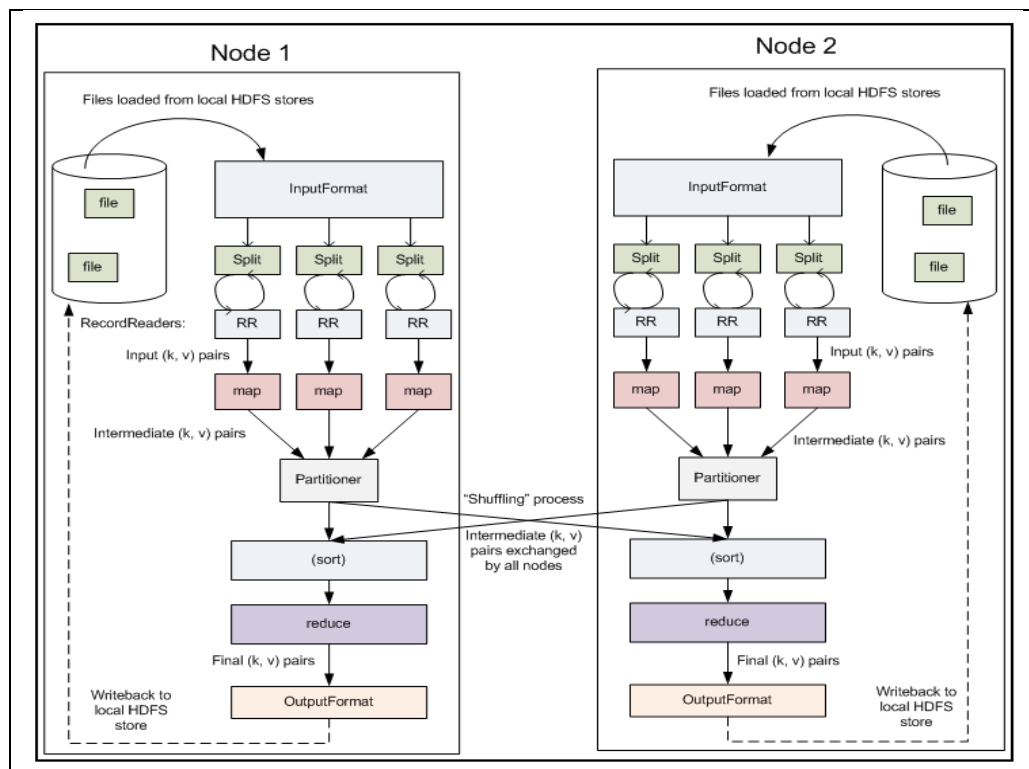 Node 1
Files loaded from local HDFS stores
file
file
InputFormat
Split Split Split
RecordReaders: RR RR RR
Input (k, v) pairs
map map map
Intermediate (k, v) pairs
Partitioner
(sort)
reduce
Final (k, v) pairs
OutputFormat
Writeback to
local HDFS
store
"Shuffling" process
Intermediate (k, v)
pairs exchanged
by all nodes
Node 2
Files loaded from local HDFS stores
InputFormat
file
file
Split Split Split
RR RR RR
Input (k, v) pairs
map map map
Intermediate (k, v) pairs
Partitioner
(sort)
reduce
Final (k, v) pairs
OutputFormat
Writeback to
local HDFS
store